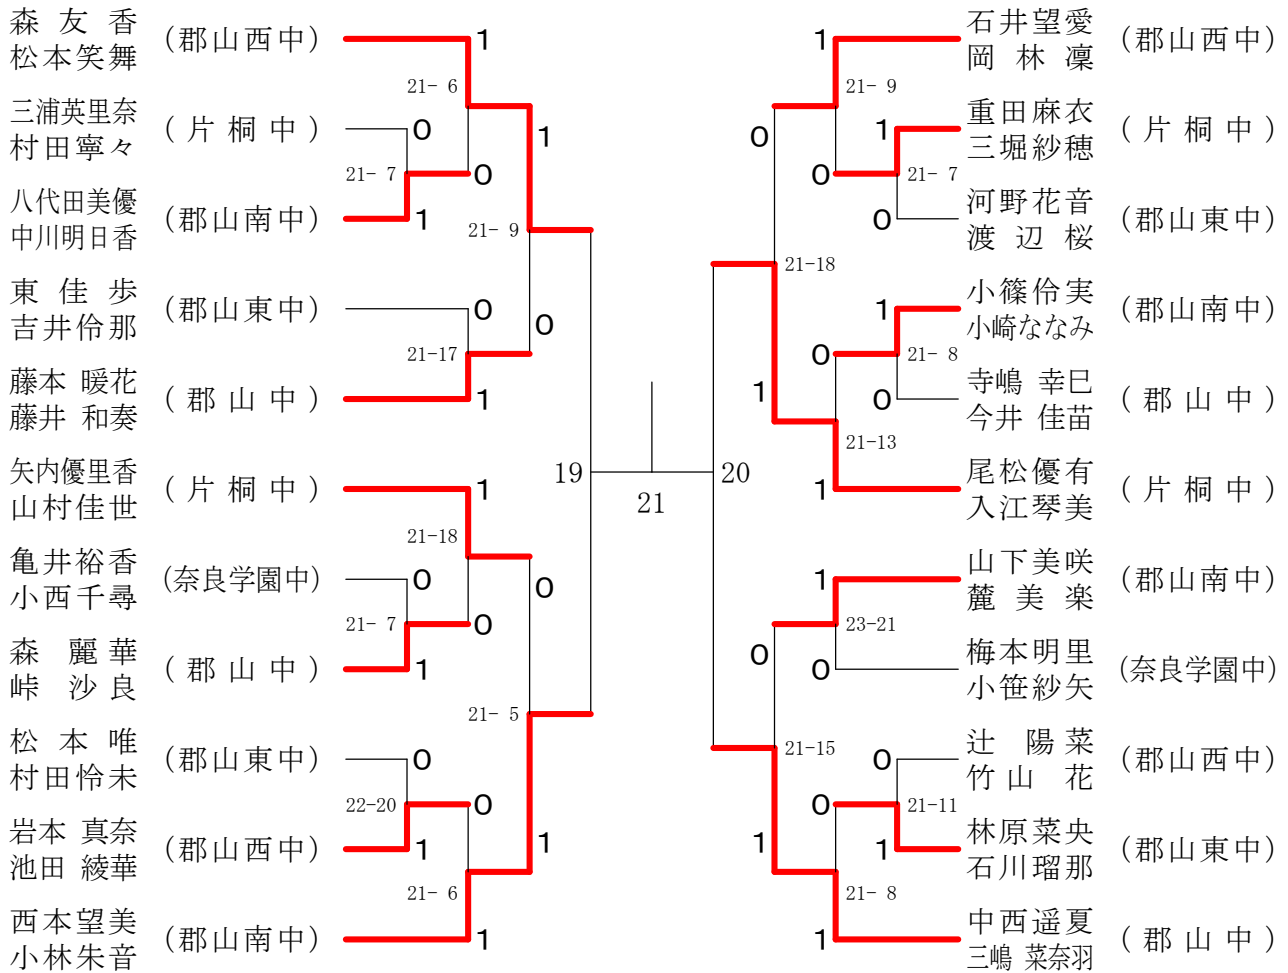 森 友 香
松本笑舞
(郡山西中)
1
21- 6
三浦英里奈
村田寧々
(片桐中)
0
1
21- 7
0
八代田美優
中川明日香
(郡山南中)
1
21- 9
東 佳 歩
吉井伶那
(郡山東中)
0
0
21-17
藤本 暖花
藤井 和奏
(郡山中)
1
矢内優里香
山村佳世
(片桐中)
1
21-18
亀井裕香
小西千尋
(奈良学園中)
0
0
21- 7
0
森 麗華
峠 沙良
(郡山中)
1
21- 5
松 本 唯
村田怜未
(郡山東中)
0
22-20
0
岩本 真奈
池田 綾華
(郡山西中)
1
1
21- 6
西本望美
小林朱音
(郡山南中)
1
19
21
20
石井望愛
岡 林 凜
(郡山西中)
1
21- 9
重田麻衣
三堀紗穂
(片桐中)
1
0
0
21- 7
河野花音
渡 辺 桜
(郡山東中)
0
21-18
小篠伶実
小崎ななみ
(郡山南中)
1
0
21- 8
寺嶋 幸巳
今井 佳苗
(郡山中)
0
1
21-13
尾松優有
入江琴美
(片桐中)
1
山下美咲
麓 美 楽
(郡山南中)
1
23-21
0
梅本明里
小笹紗矢
(奈良学園中)
0
21-15
辻 陽菜
竹山 花
(郡山西中)
0
0
21-11
林原菜央
石川瑠那
(郡山東中)
1
1
21- 8
中西遥夏
三嶋 菜奈羽
(郡山中)
1